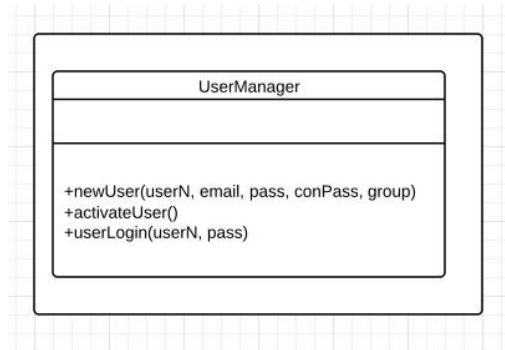 UserManager
+newUser(userN, email, pass, conPass, group)
+activateUser()
+userLogin(userN, pass)